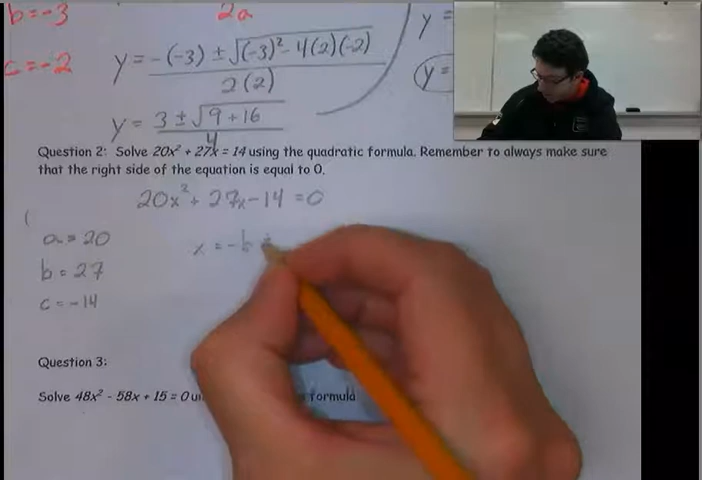 b = -3
2a
c = -2
y = -(-3) ± √(-3)² - 4(2)(-2)
2(2)
y =
y =
y = 3 ± √9 + 16
4
Question 2: Solve 20x² + 27x = 14 using the quadratic formula. Remember to always make sure
that the right side of the equation is equal to 0.
20x² + 27x - 14 = 0
a = 20
x = -b
b = 27
c = -14
Question 3:
Solve 48x² - 58x + 15 = 0 formula